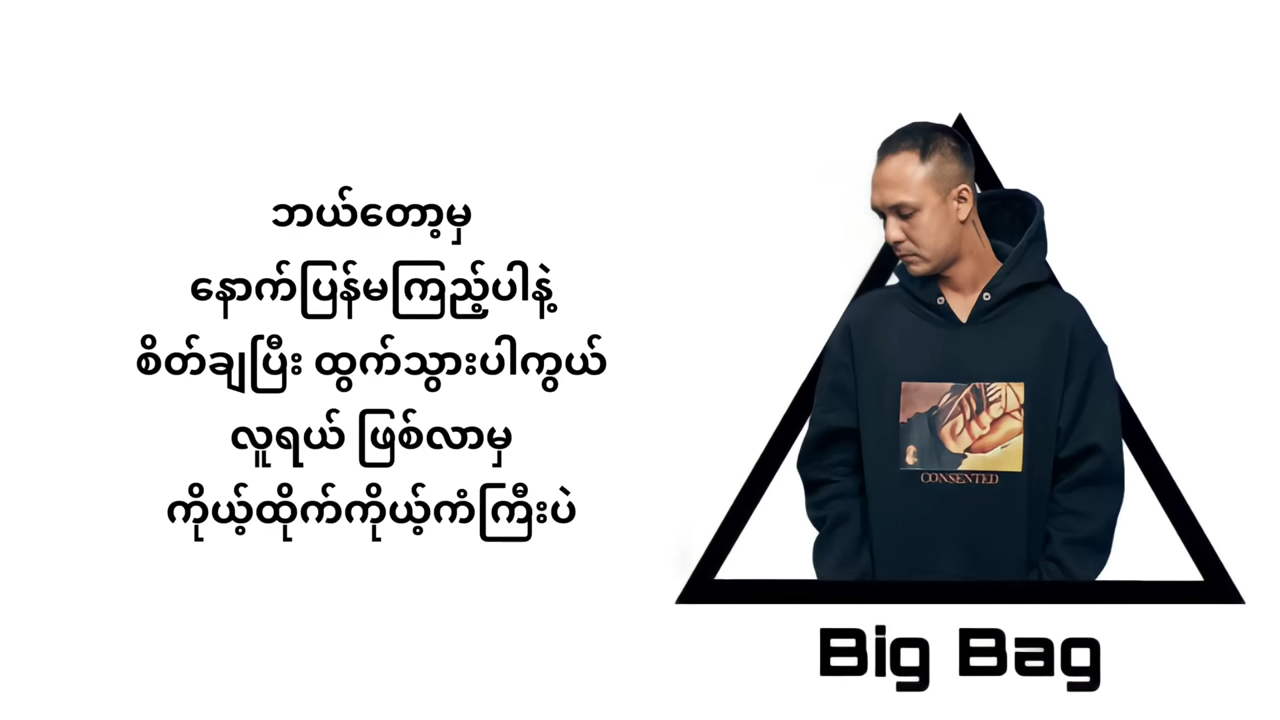 ဘယ်တော့မှ
နောက်ပြန်မကြည့်ပါနဲ့
စိတ်ချပြီး ထွက်သွားပါကွယ်
လူရယ် ဖြစ်လာမှ
ကိုယ့်ထိုက်ကိုယ့်ကံကြီးပဲ
CONSENTED
Big Bag